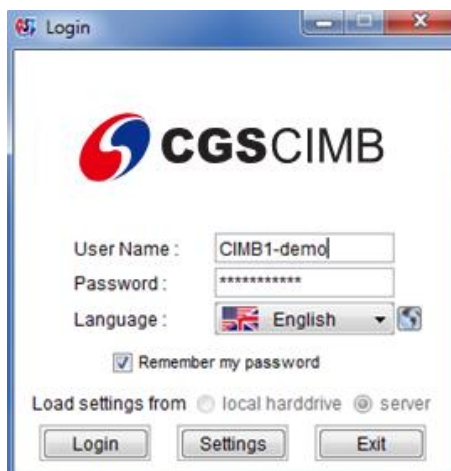 Login
CGSCIMB
User Name : CIMB1-demo
Password : ***********
Language : English
Remember my password
Load settings from local harddrive server
Login Settings Exit